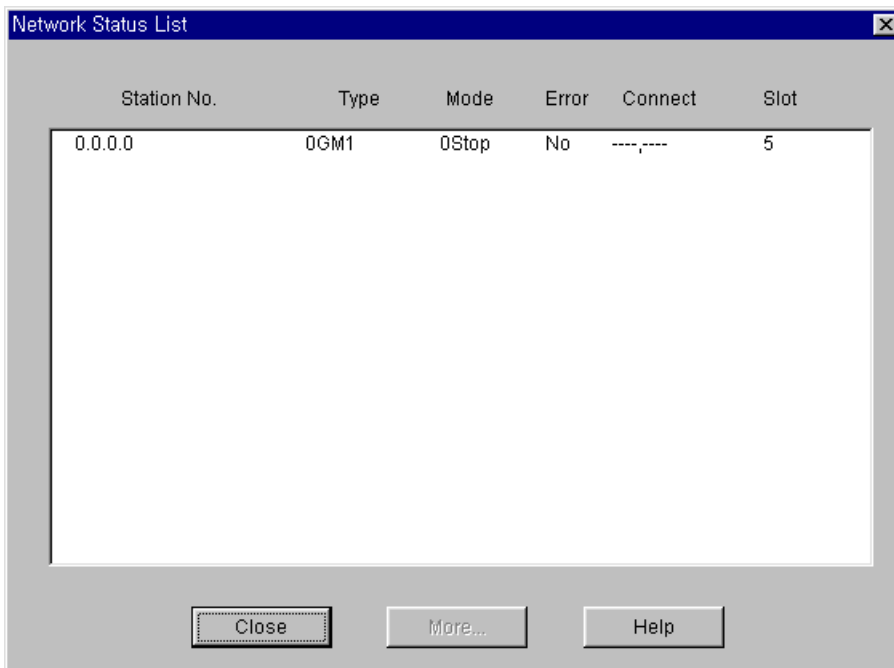 Network Status List
Station No. Type Mode Error Connect Slot
0.0.0.0 0GM1 0Stop No ----,---- 5
Close More... Help